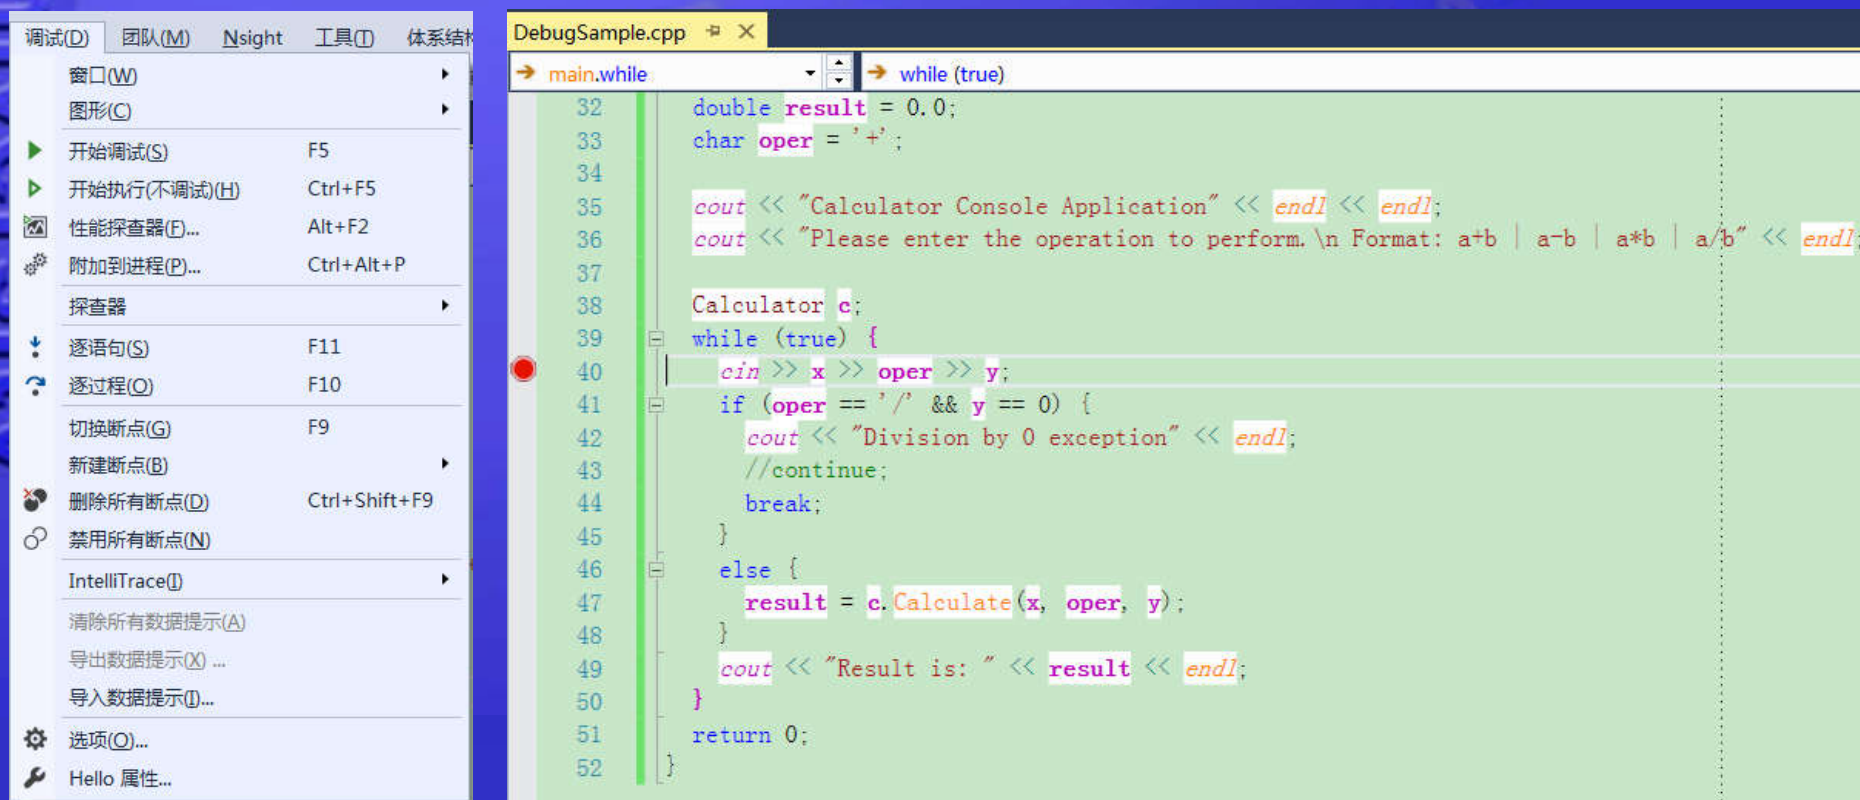 调试(D) 团队(M) Nsight 工具(T) 体系结构
窗口(W)
图形(C)
开始调试(S) F5
开始执行(不调试)(H) Ctrl+F5
性能探查器(F)... Alt+F2
附加到进程(P)... Ctrl+Alt+P
探查器
逐语句(S) F11
逐过程(O) F10
切换断点(G) F9
新建断点(B)
删除所有断点(D) Ctrl+Shift+F9
禁用所有断点(N)
IntelliTrace(I)
清除所有数据提示(A)
导出数据提示(X) ...
导入数据提示(I)...
选项(O)...
Hello 属性...
DebugSample.cpp
main.while while (true)
32 double result = 0.0;
33 char oper = '+';
34
35 cout << "Calculator Console Application" << endl << endl;
36 cout << "Please enter the operation to perform.\n Format: a+b | a-b | a*b | a/b" << endl;
37
38 Calculator c;
39 while (true) {
40 cin >> x >> oper >> y;
41 if (oper == '/' && y == 0) {
42 cout << "Division by 0 exception" << endl;
43 //continue;
44 break;
45 }
46 else {
47 result = c.Calculate(x, oper, y);
48 }
49 cout << "Result is: " << result << endl;
50 }
51 return 0;
52 }